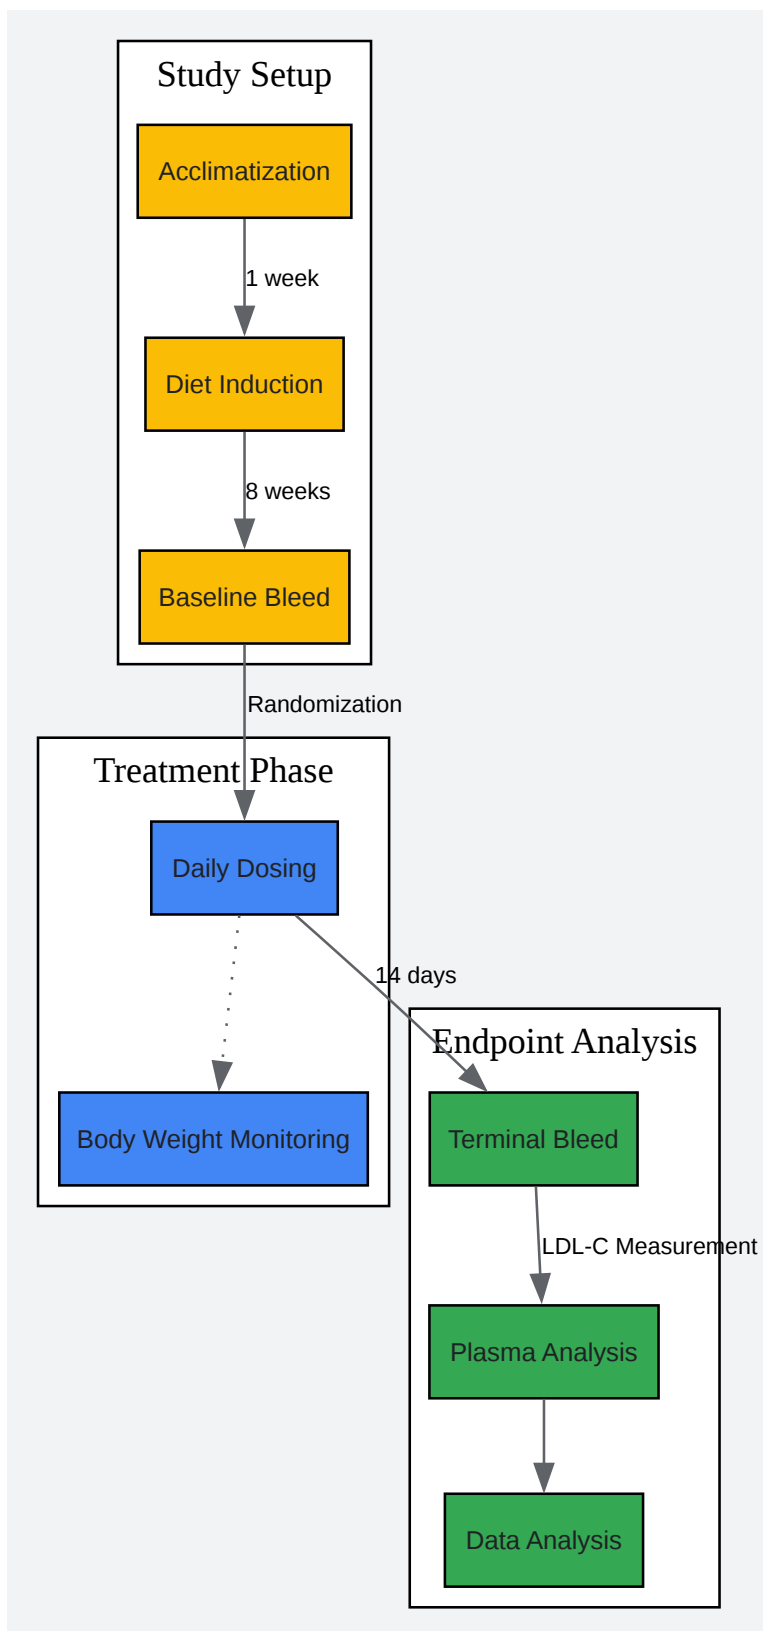 Study Setup
Acclimatization
1 week
Diet Induction
8 weeks
Baseline Bleed
Randomization
Treatment Phase
Daily Dosing
14 days
Endpoint Analysis
Body Weight Monitoring
Terminal Bleed
LDL-C Measurement
Plasma Analysis
Data Analysis